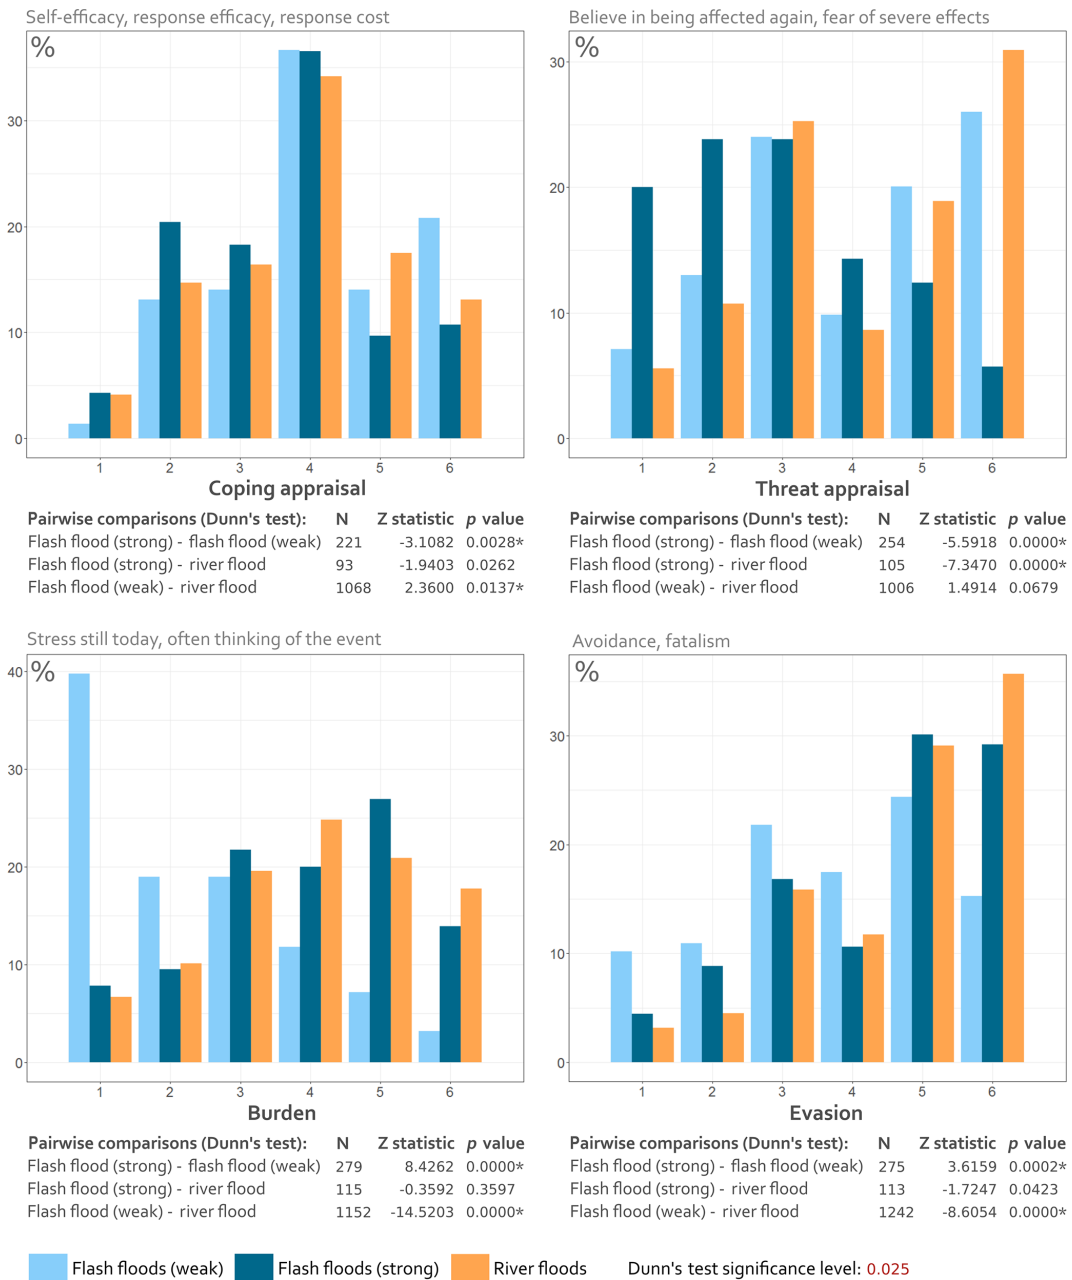 Self-efficacy, response efficacy, response cost
%
30
20
10
0
1 2 3 4 5 6
Coping appraisal
Pairwise comparisons (Dunn's test): N Z statistic p value
Flash flood (strong) - flash flood (weak) 221 -3.1082 0.0028*
Flash flood (strong) - river flood 93 -1.9403 0.0262
Flash flood (weak) - river flood 1068 2.3600 0.0137*
Believe in being affected again, fear of severe effects
%
30
20
10
0
1 2 3 4 5 6
Threat appraisal
Pairwise comparisons (Dunn's test): N Z statistic p value
Flash flood (strong) - flash flood (weak) 254 -5.5918 0.0000*
Flash flood (strong) - river flood 105 -7.3470 0.0000*
Flash flood (weak) - river flood 1006 1.4914 0.0679
Stress still today, often thinking of the event
%
40
30
20
10
0
1 2 3 4 5 6
Burden
Pairwise comparisons (Dunn's test): N Z statistic p value
Flash flood (strong) - flash flood (weak) 279 8.4262 0.0000*
Flash flood (strong) - river flood 115 -0.3592 0.3597
Flash flood (weak) - river flood 1152 -14.5203 0.0000*
Avoidance, fatalism
%
30
20
10
0
1 2 3 4 5 6
Evasion
Pairwise comparisons (Dunn's test): N Z statistic p value
Flash flood (strong) - flash flood (weak) 275 3.6159 0.0002*
Flash flood (strong) - river flood 113 -1.7247 0.0423
Flash flood (weak) - river flood 1242 -8.6054 0.0000*
Flash floods (weak) Flash floods (strong) River floods Dunn's test significance level: 0.025